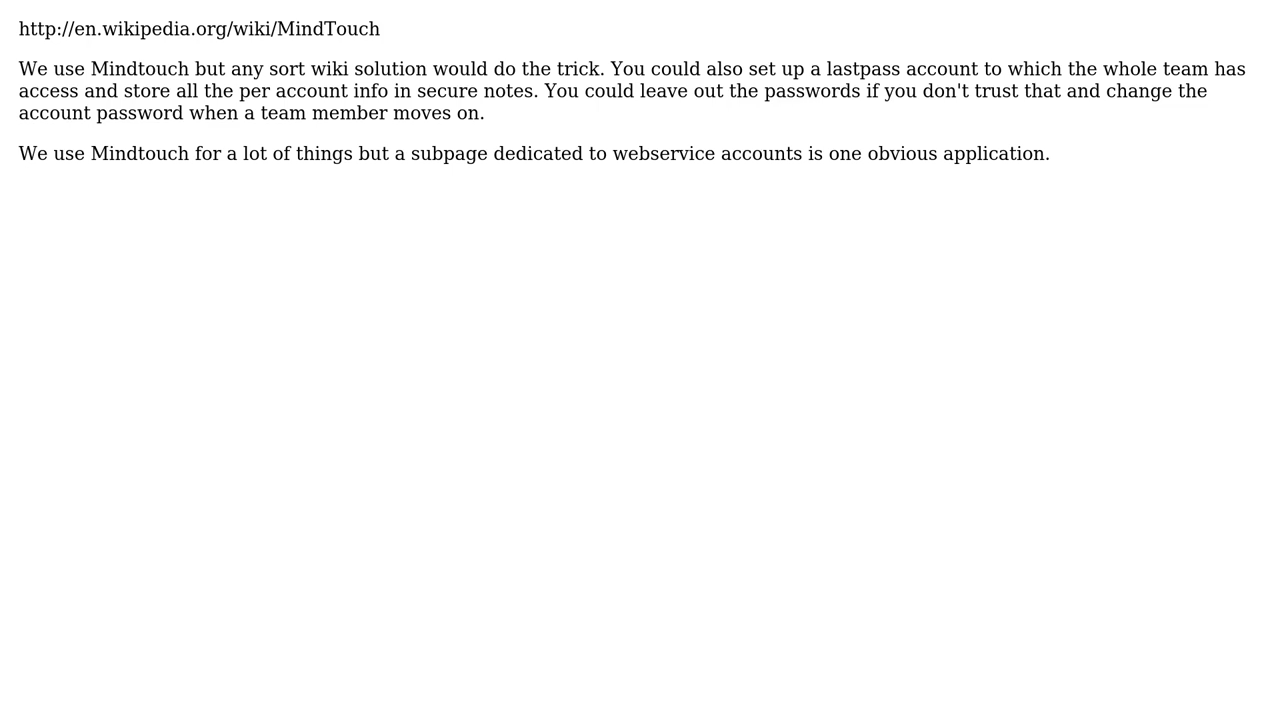 http://en.wikipedia.org/wiki/MindTouch
We use Mindtouch but any sort wiki solution would do the trick. You could also set up a lastpass account to which the whole team has
access and store all the per account info in secure notes. You could leave out the passwords if you don't trust that and change the
account password when a team member moves on.
We use Mindtouch for a lot of things but a subpage dedicated to webservice accounts is one obvious application.